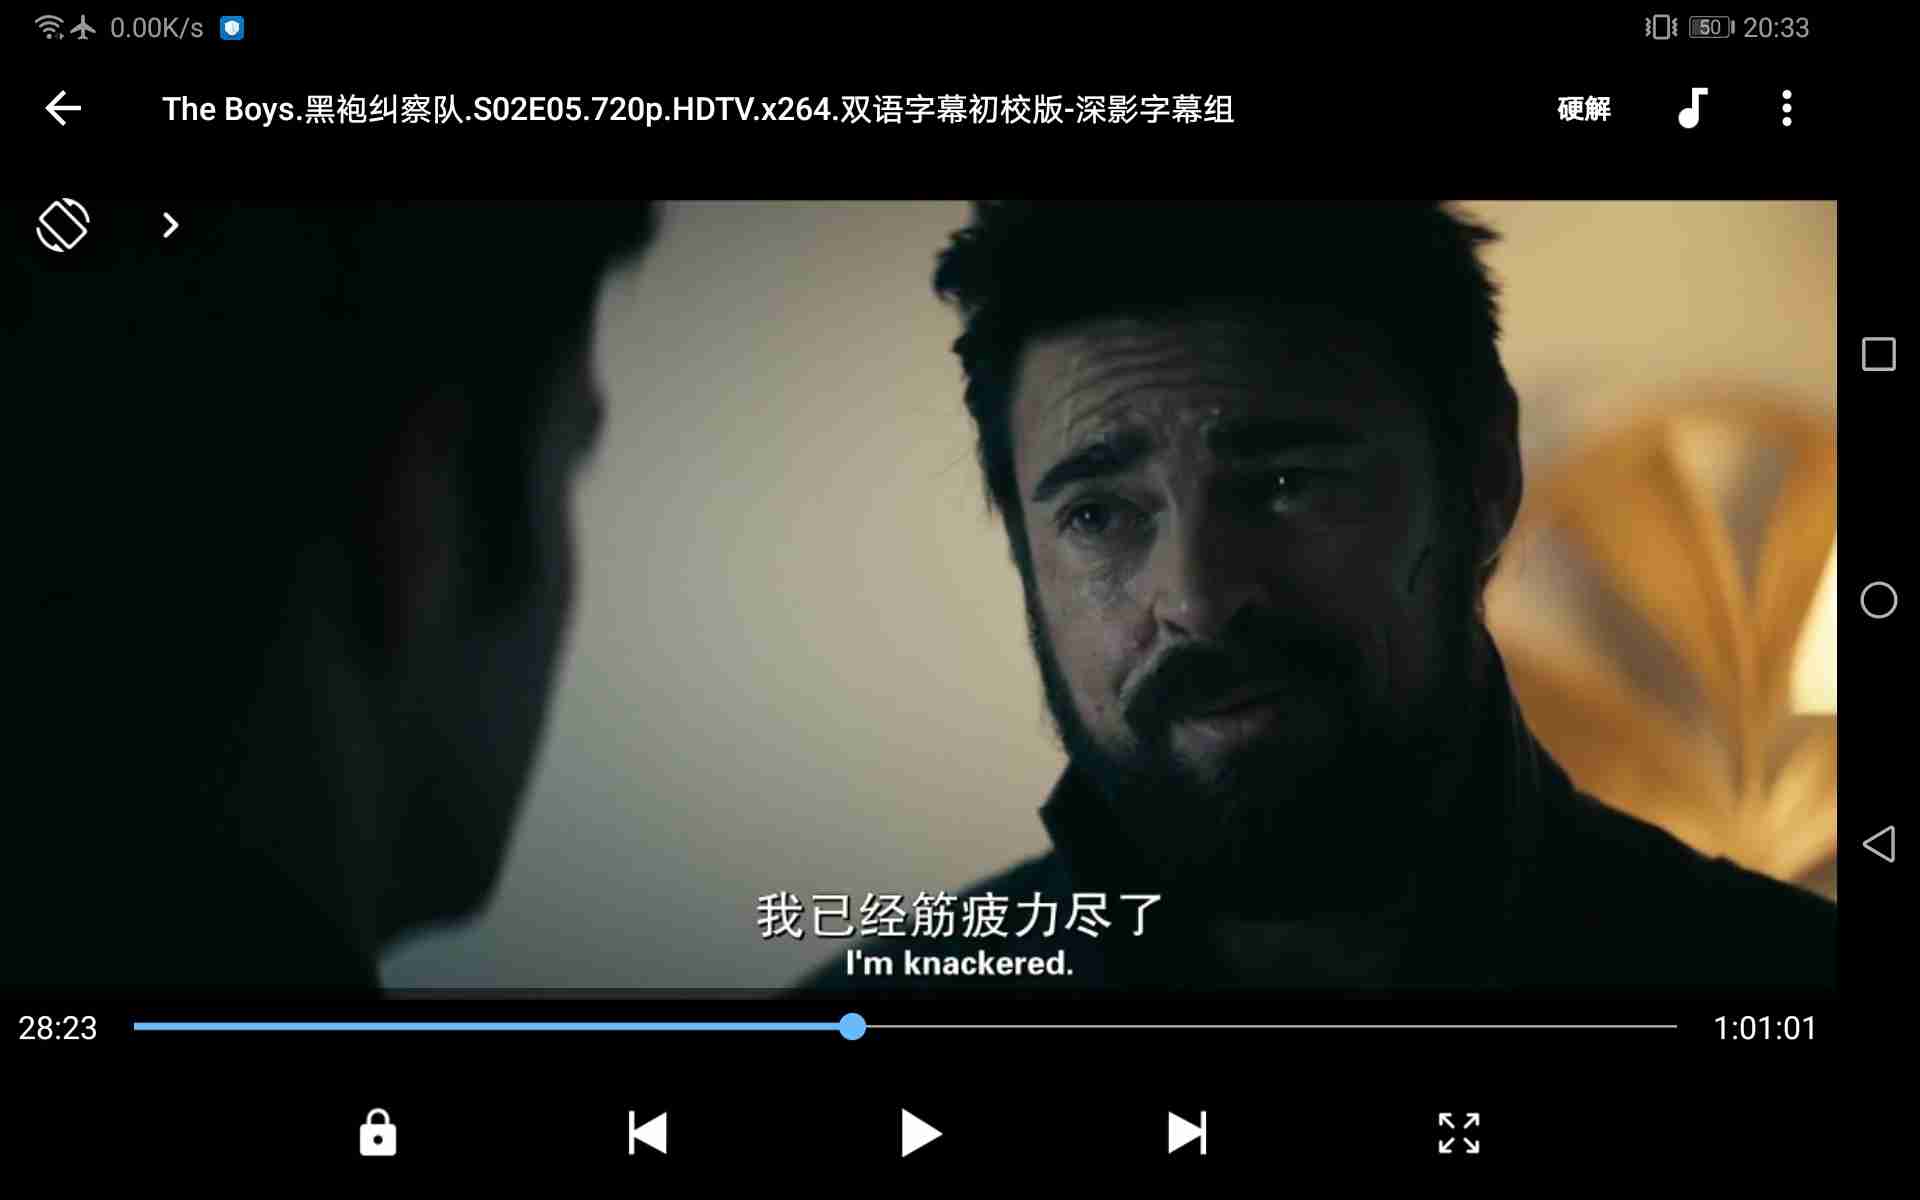 0.00K/s
50 20:33
The Boys.黑袍纠察队.S02E05.720p.HDTV.x264.双语字幕初校版-深影字幕组
硬解
我已经筋疲力尽了
I'm knackered.
28:23
1:01:01